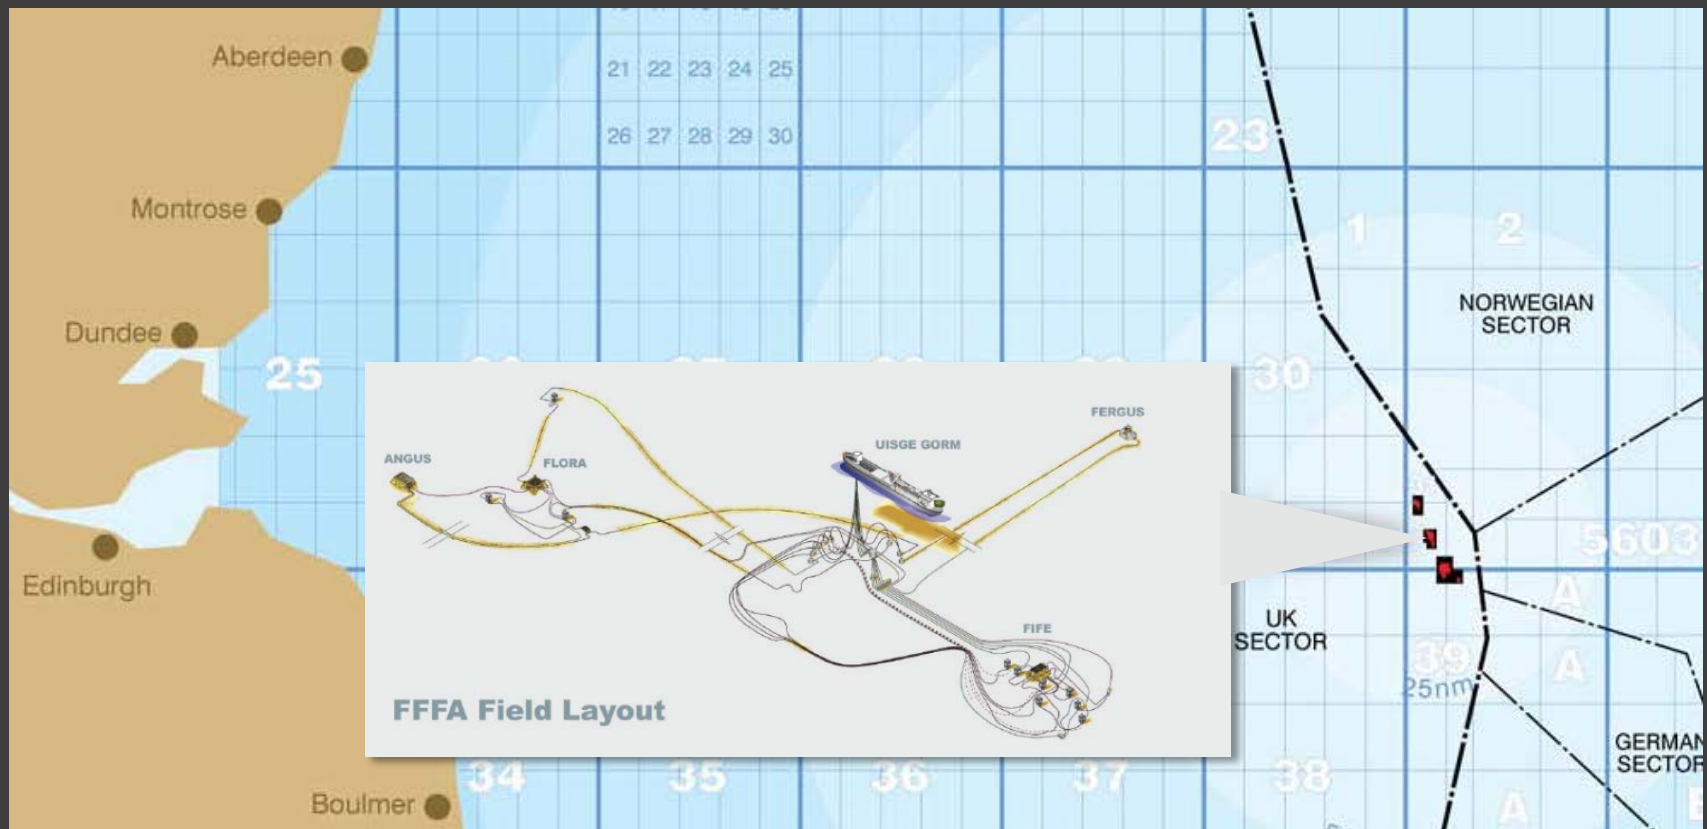 Aberdeen
21 22 23 24 25
26 27 28 29 30
23
Montrose
1
2
NORWEGIAN
SECTOR
Dundee
25
30
ANGUS
FLORA
UISGE GORM
FERGUS
5603
Edinburgh
A
UK
SECTOR
FIFE
39
A
25nm
FFFA Field Layout
GERMAN
SECTOR
34
35
36
37
38
Boulmer
A